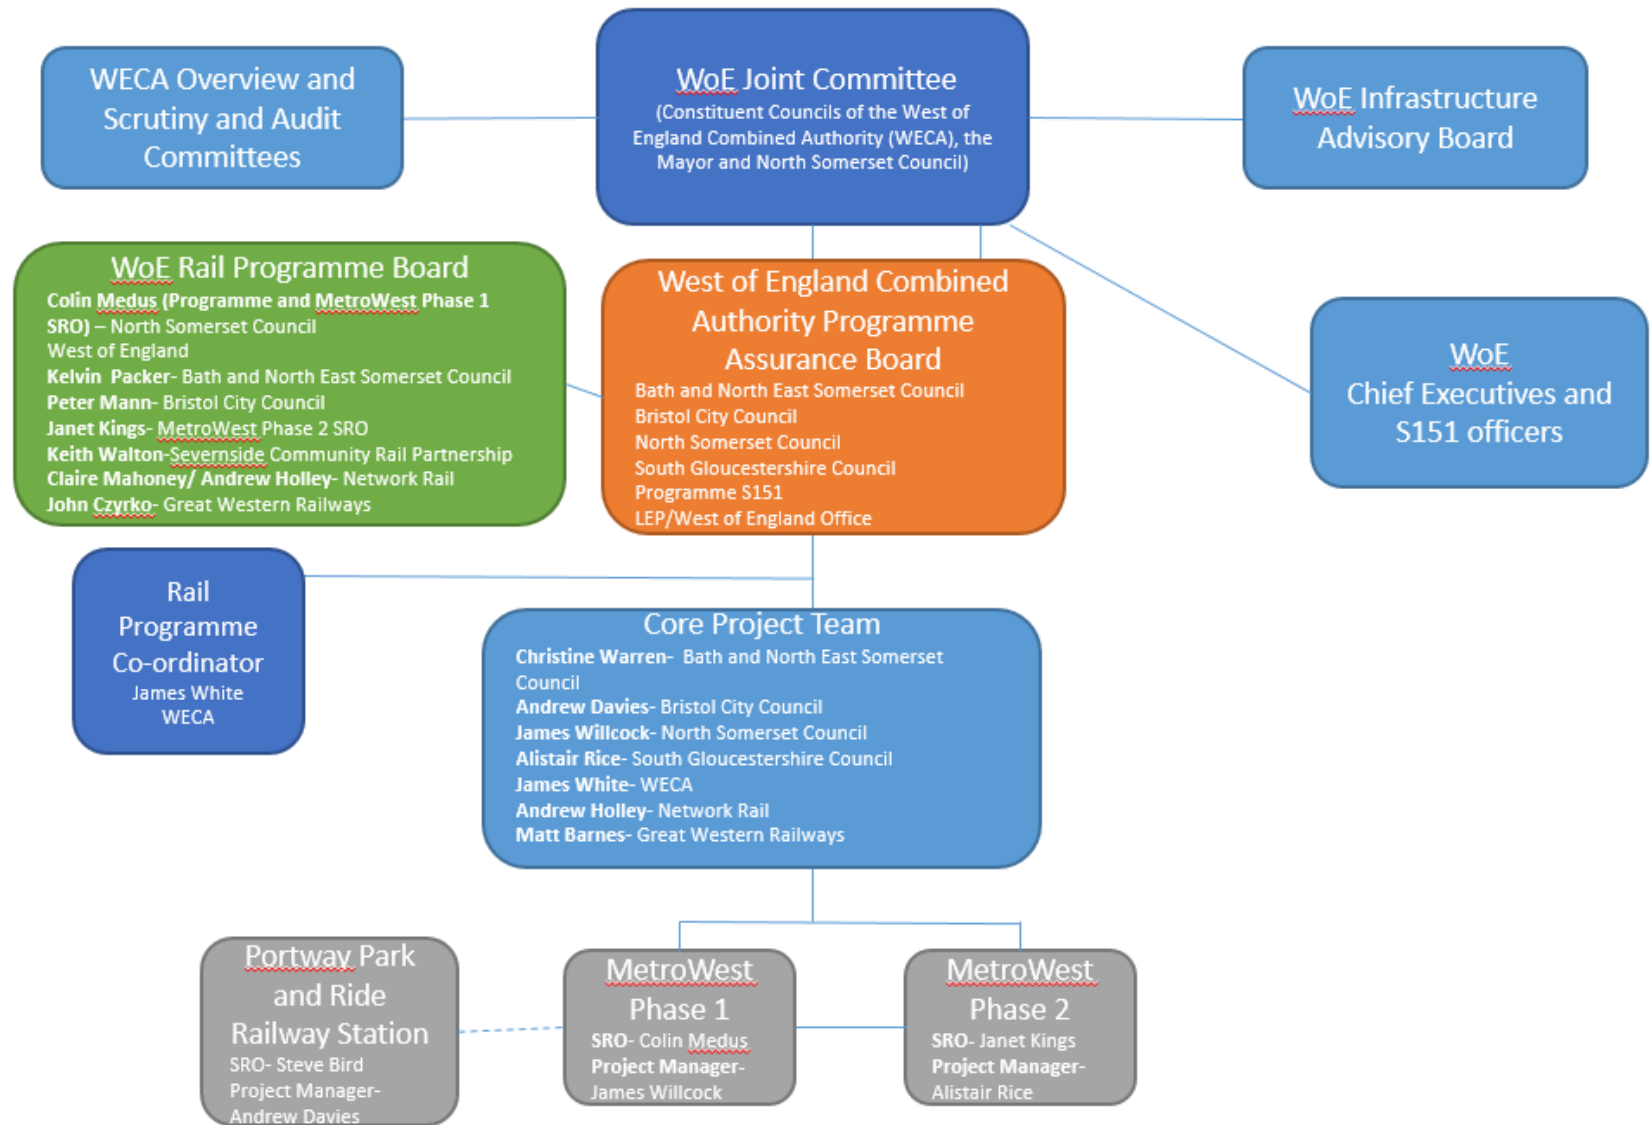 WECA Overview and
Scrutiny and Audit
Committees
WoE Joint Committee
(Constituent Councils of the West of
England Combined Authority (WECA), the
Mayor and North Somerset Council)
WoE Infrastructure
Advisory Board
WoE Rail Programme Board
Colin Medus (Programme and MetroWest Phase 1
SRO) – North Somerset Council
West of England
Kelvin  Packer- Bath and North East Somerset Council
Peter Mann- Bristol City Council
Janet Kings- MetroWest Phase 2 SRO
Keith Walton-Severnside Community Rail Partnership
Claire Mahoney/ Andrew Holley- Network Rail
John Czyrko- Great Western Railways
West of England Combined
Authority Programme
Assurance Board
Bath and North East Somerset Council
Bristol City Council
North Somerset Council
South Gloucestershire Council
Programme S151
LEP/West of England Office
WoE
Chief Executives and
S151 officers
Rail
Programme
Co-ordinator
James White
WECA
Core Project Team
Christine Warren-  Bath and North East Somerset
Council
Andrew Davies- Bristol City Council
James Willcock- North Somerset Council
Alistair Rice- South Gloucestershire Council
James White- WECA
Andrew Holley- Network Rail
Matt Barnes- Great Western Railways
Portway Park
and Ride
Railway Station
SRO- Steve Bird
Project Manager-
Andrew Davies
MetroWest
Phase 1
SRO- Colin Medus
Project Manager-
James Willcock
MetroWest
Phase 2
SRO- Janet Kings
Project Manager-
Alistair Rice